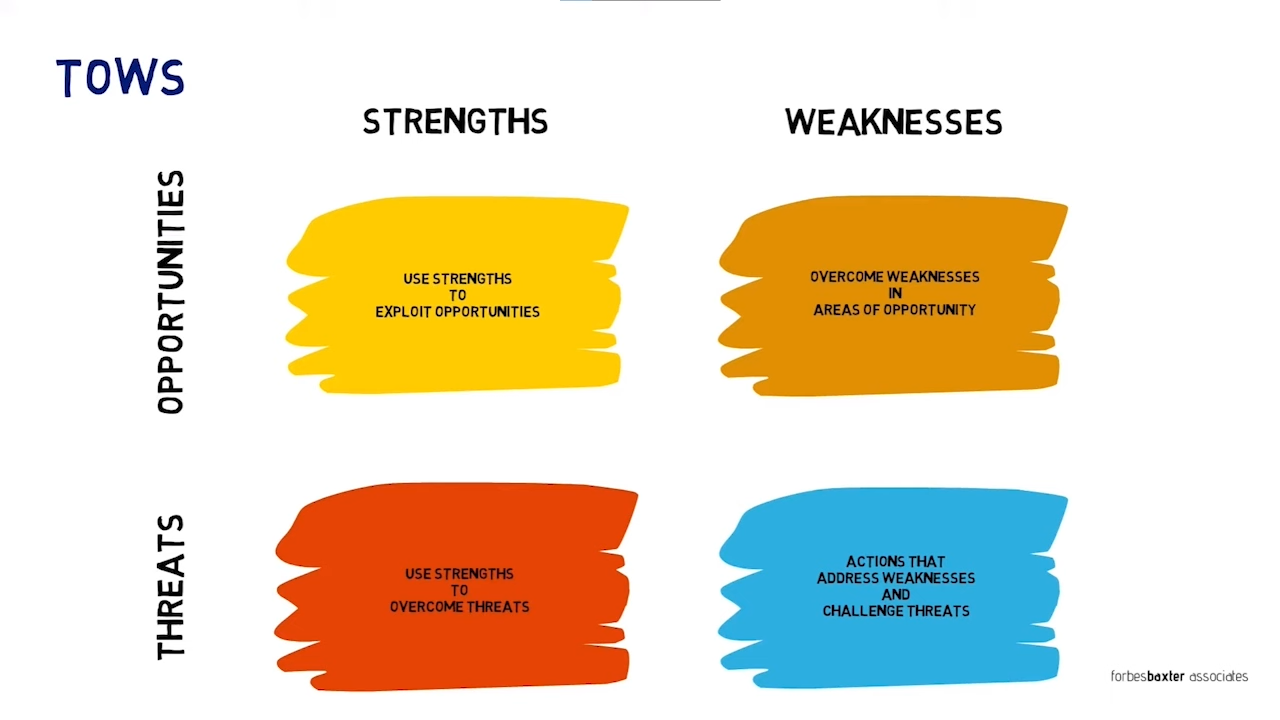 TOWS
STRENGTHS
WEAKNESSES
OPPORTUNITIES
USE STRENGTHS
TO
EXPLOIT OPPORTUNITIES
OVERCOME WEAKNESSES
IN
AREAS OF OPPORTUNITY
THREATS
USE STRENGTHS
TO
OVERCOME THREATS
ACTIONS THAT
ADDRESS WEAKNESSES
AND
CHALLENGE THREATS
forbesbaxter associates